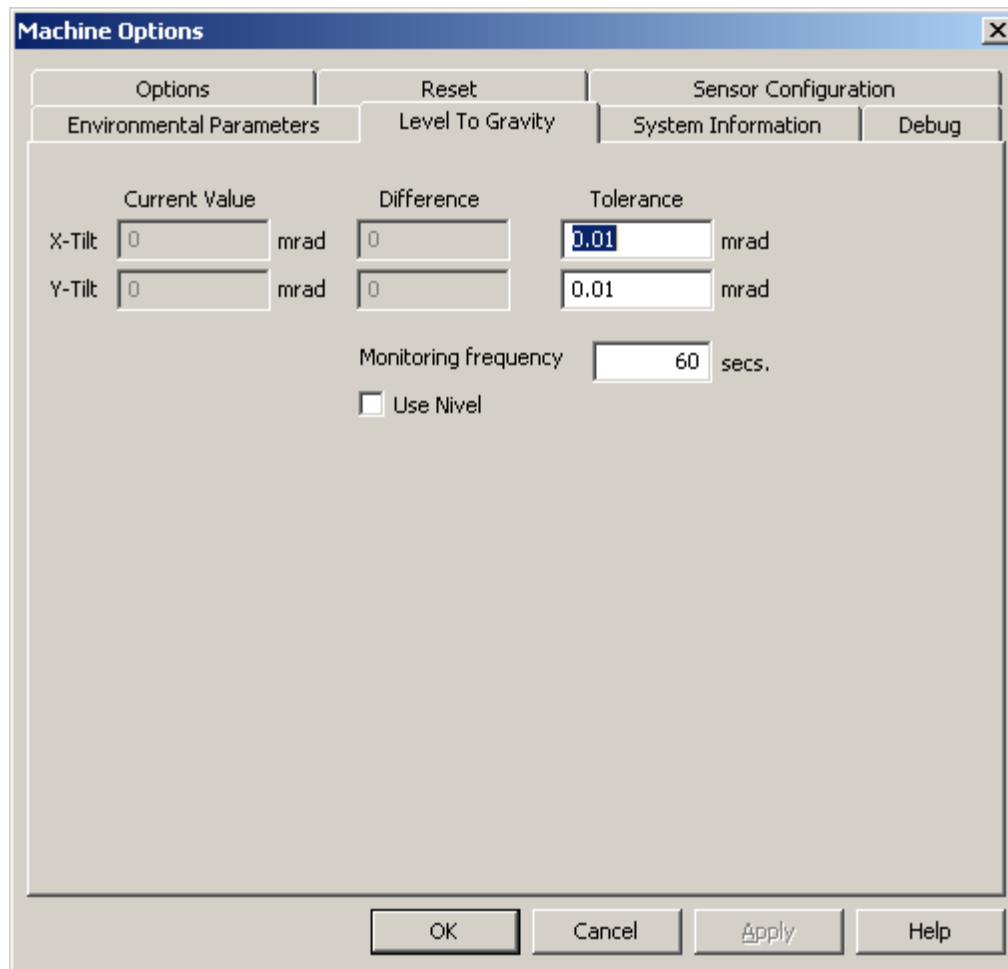 Machine Options
Options Reset Sensor Configuration
Environmental Parameters Level To Gravity System Information Debug
Current Value Difference Tolerance
X-Tilt 0 mrad 0 0.01 mrad
Y-Tilt 0 mrad 0 0.01 mrad
Monitoring frequency 60 secs.
Use Nivel
OK Cancel Apply Help